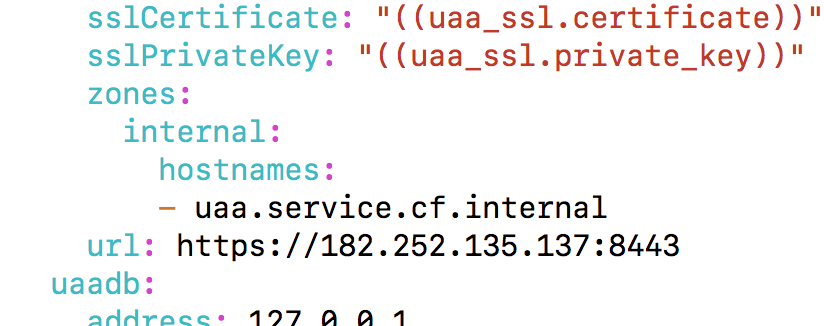 sslCertificate: "((uaa_ssl.certificate))"
sslPrivateKey: "((uaa_ssl.private_key))"
zones:
internal:
hostnames:
- uaa.service.cf.internal
url: https://182.252.135.137:8443
uaadb:
address: 127.0.0.1